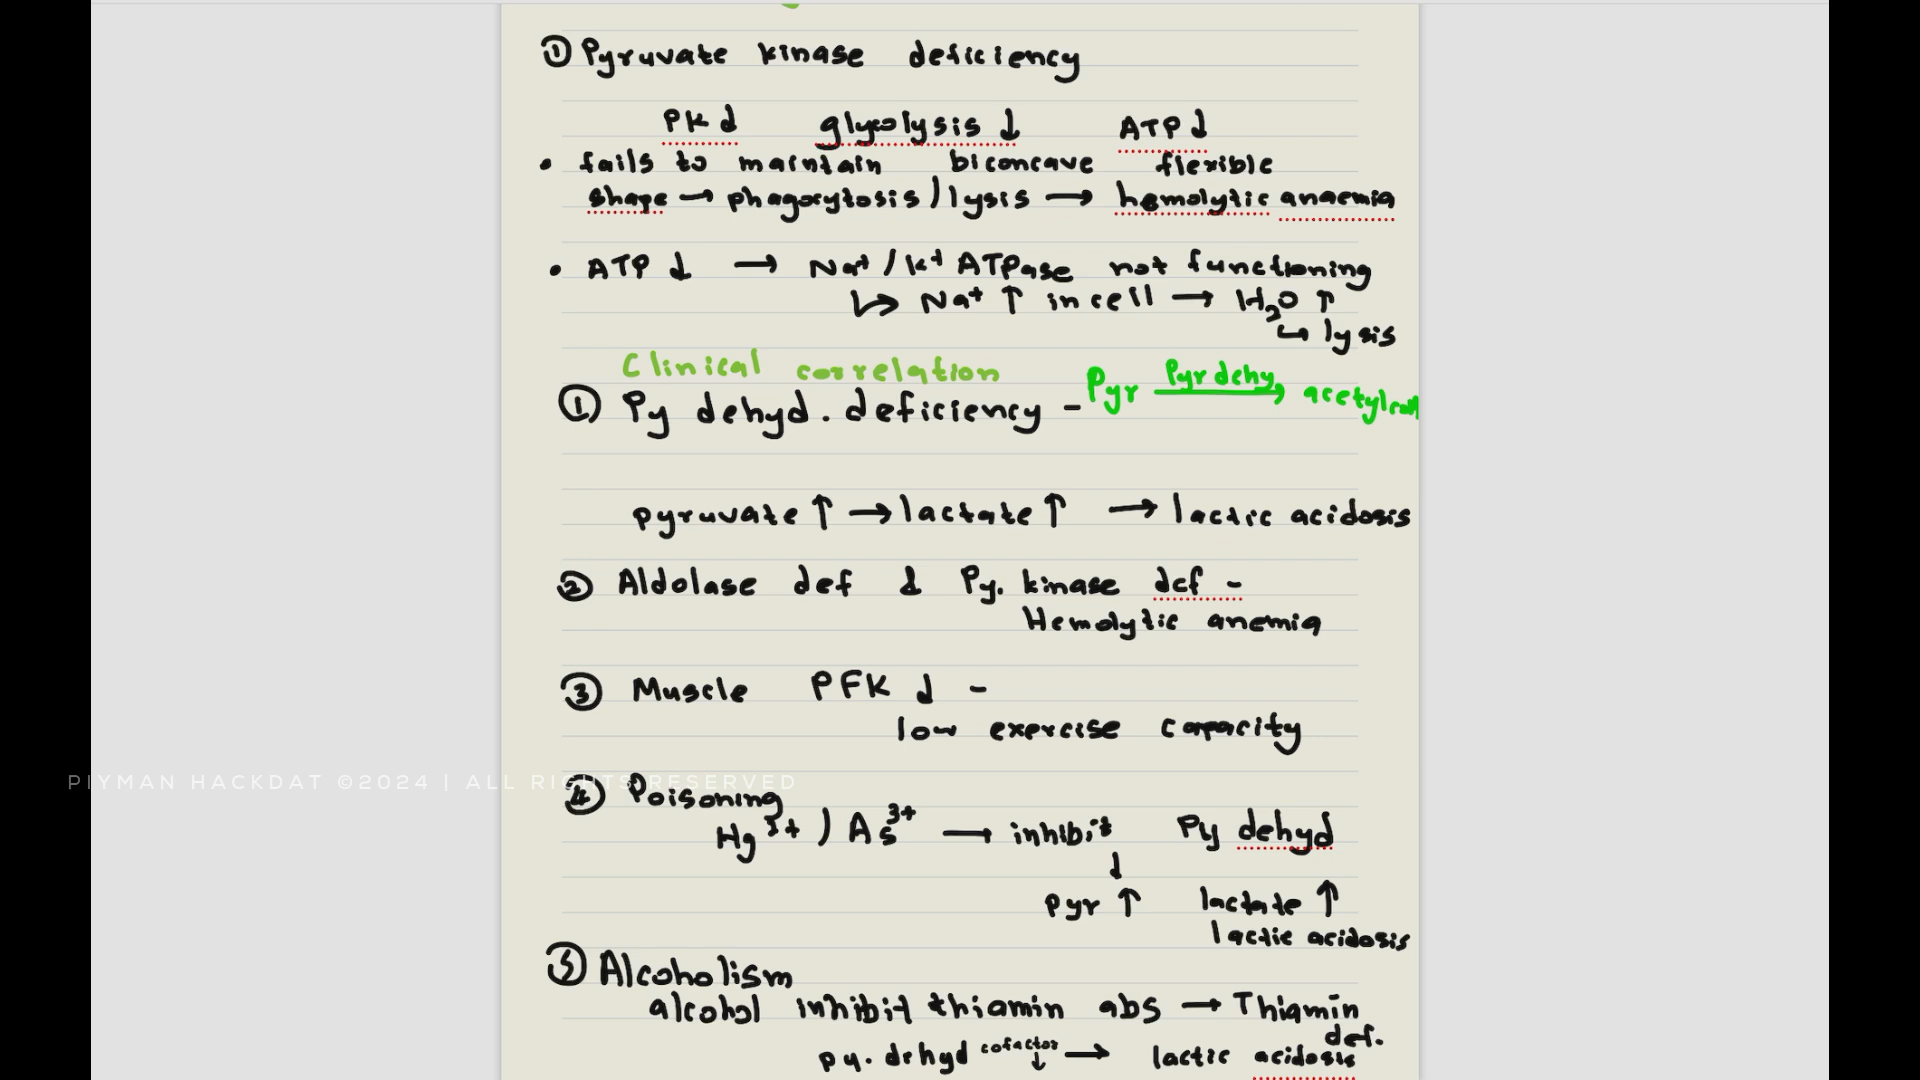 ① Pyruvate kinase deficiency
PK ↓ glycolysis ↓ ATP ↓
• fails to maintain biconcave flexible
shape → phagocytosis / lysis → hemolytic anaemia
• ATP ↓ → Na+ / K+ ATPase not functioning
↳ Na+ ↑ in cell → H2O ↑
↳ lysis
Clinical correlation
① Py dehyd. deficiency - Pyr Pyr dehy → acetylcoA
pyruvate ↑ → lactate ↑ → lactic acidosis
② Aldolase def & Py. kinase def -
Hemolytic anemia
③ Muscle PFK ↓ -
low exercise capacity
PIYMAN HACKDAT ©2024 | ALL RIGHTS RESERVED
④ Poisoning
Hg3+ / As3+ → inhibit Py dehyd
↓
Pyr ↑ lactate ↑
lactic acidosis
⑤ Alcoholism
alcohol inhibit thiamin abs → Thiamin
def.
py. dehyd cofactor ↓ → lactic acidosis